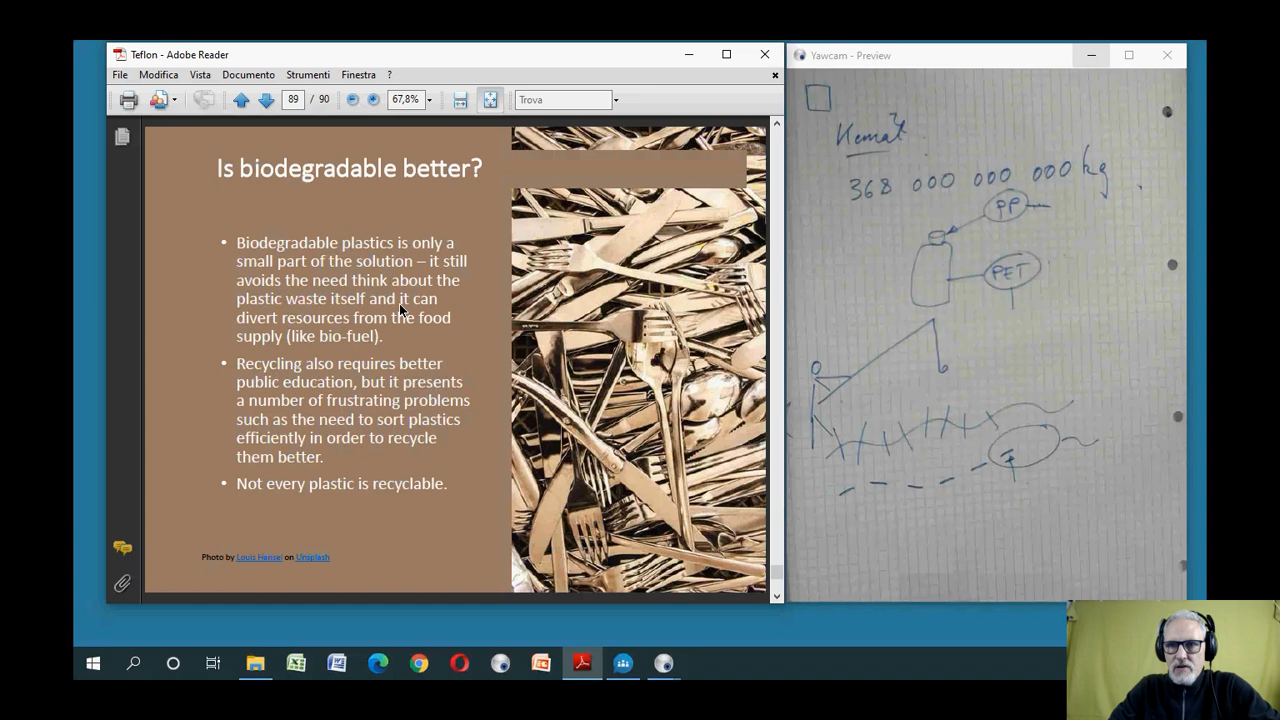 Teflon - Adobe Reader
File Modifica Vista Documento Strumenti Finestra ?
89 / 90 67,8% Trova
Is biodegradable better?
• Biodegradable plastics is only a
small part of the solution – it still
avoids the need think about the
plastic waste itself and it can
divert resources from the food
supply (like bio-fuel).
• Recycling also requires better
public education, but it presents
a number of frustrating problems
such as the need to sort plastics
efficiently in order to recycle
them better.
• Not every plastic is recyclable.
Photo by Louis Hansel on Unsplash
Yawcam - Preview
368 000 000 000 kg
PP
PET